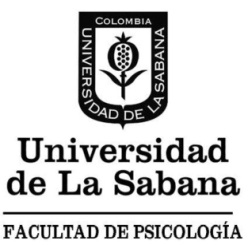 COLOMBIA
UNIVERSIDAD DE LA SABANA
Universidad
de La Sabana
FACULTAD DE PSICOLOGÍA